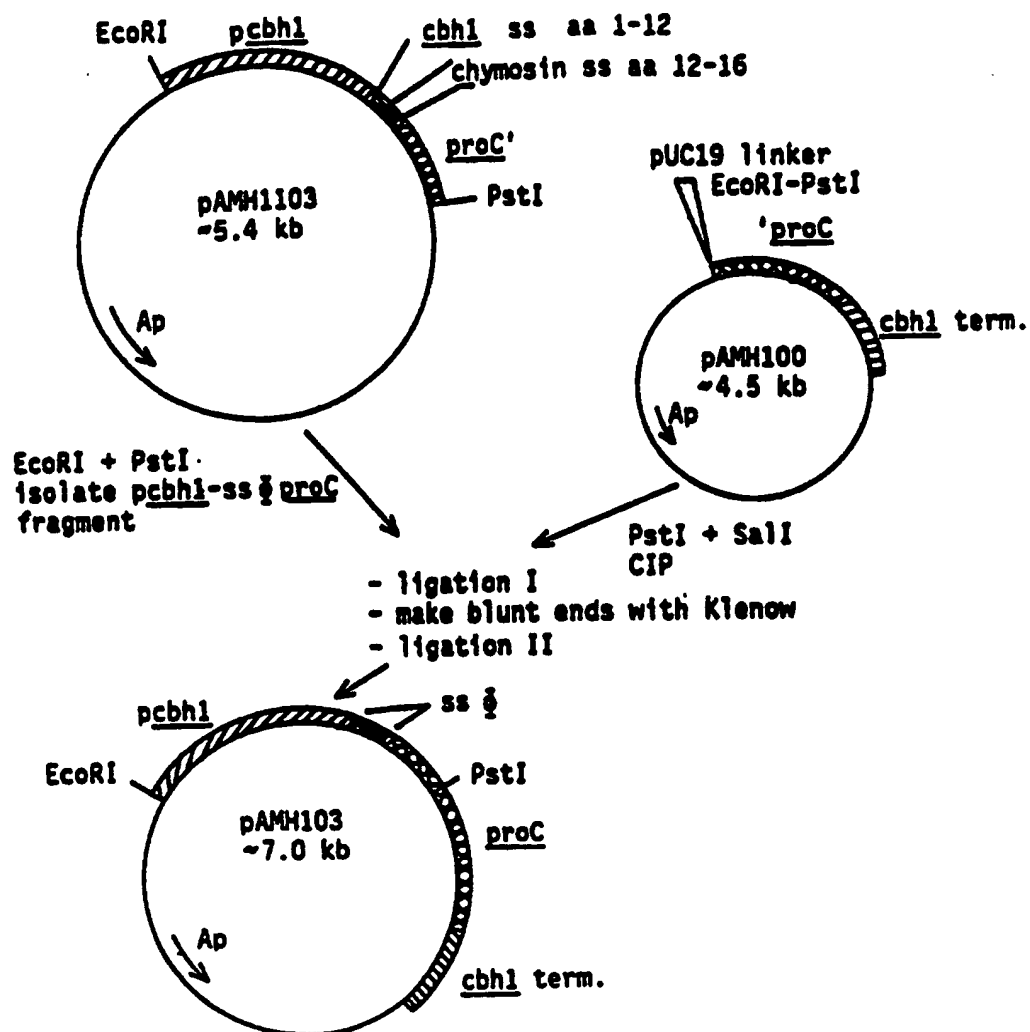 EcoRI
pcbh1
cbh1 ss aa 1-12
chymosin ss aa 12-16
proC'
PstI
pAMH1103
~5.4 kb
Ap
pUC19 linker
EcoRI-PstI
'proC
cbh1 term.
pAMH100
~4.5 kb
Ap
EcoRI + PstI
isolate pcbh1-ss Φ proC
fragment
PstI + SalI
CIP
- ligation I
- make blunt ends with Klenow
- ligation II
pcbh1
ss Φ
EcoRI
PstI
pAMH103
~7.0 kb
proC
Ap
cbh1 term.